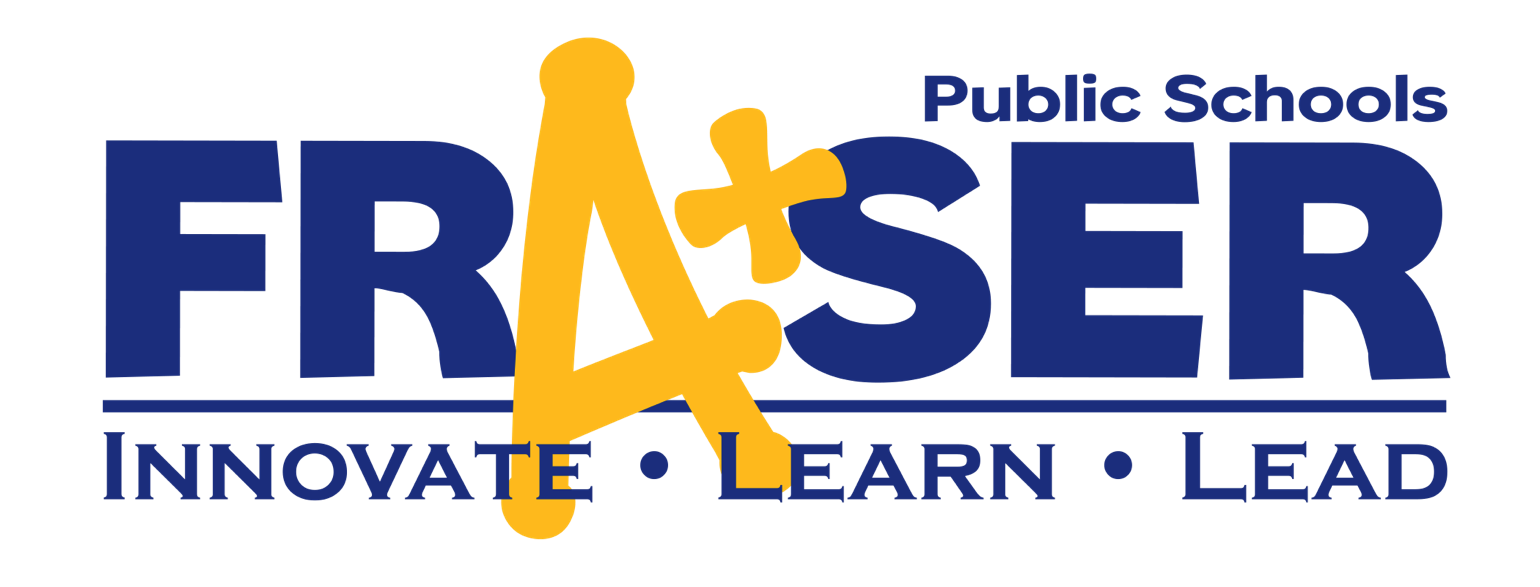 Public Schools
FRA+SER
INNOVATE • LEARN • LEAD